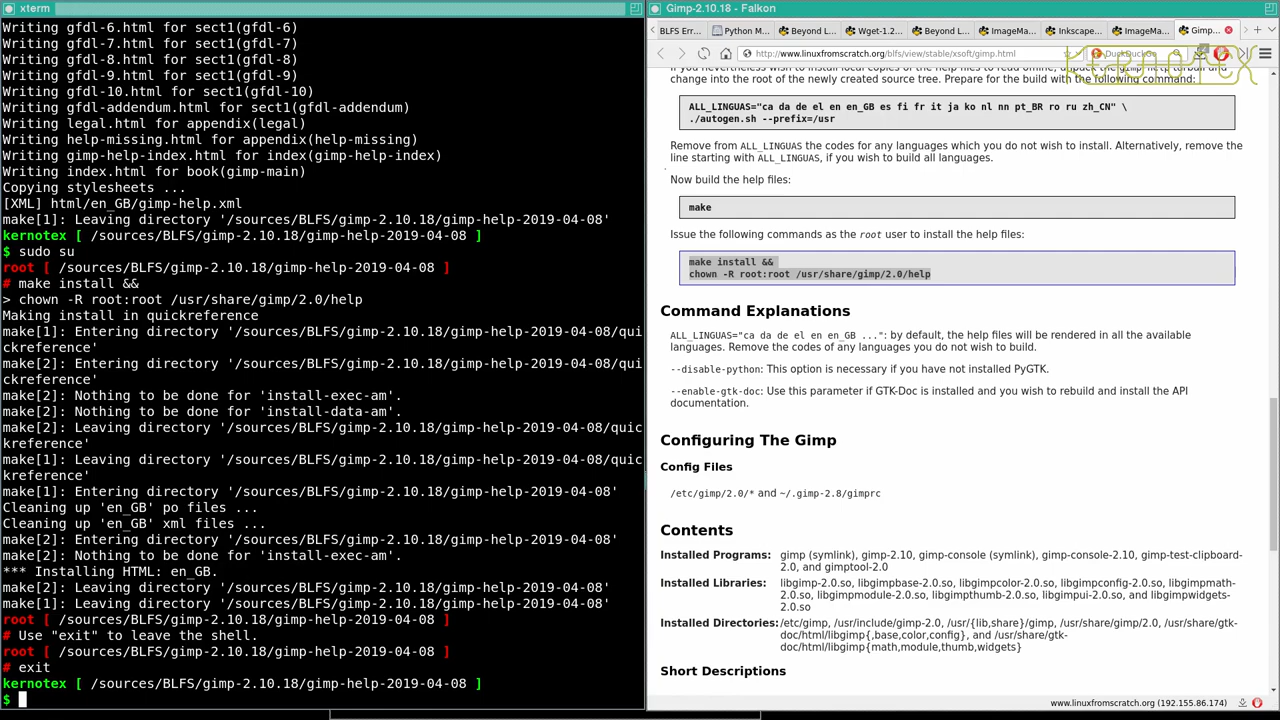 xterm
Writing gfdl-6.html for sect1(gfdl-6)
Writing gfdl-7.html for sect1(gfdl-7)
Writing gfdl-8.html for sect1(gfdl-8)
Writing gfdl-9.html for sect1(gfdl-9)
Writing gfdl-10.html for sect1(gfdl-10)
Writing gfdl-addendum.html for sect1(gfdl-addendum)
Writing legal.html for appendix(legal)
Writing help-missing.html for appendix(help-missing)
Writing gimp-help-index.html for index(gimp-help-index)
Writing index.html for book(gimp-main)
Copying stylesheets ...
[XML] html/en_GB/gimp-help.xml
make[1]: Leaving directory '/sources/BLFS/gimp-2.10.18/gimp-help-2019-04-08'
kernotex [ /sources/BLFS/gimp-2.10.18/gimp-help-2019-04-08 ]
$ sudo su
root [ /sources/BLFS/gimp-2.10.18/gimp-help-2019-04-08 ]
# make install &&
> chown -R root:root /usr/share/gimp/2.0/help
Making install in quickreference
make[1]: Entering directory '/sources/BLFS/gimp-2.10.18/gimp-help-2019-04-08/qui
ckreference'
make[2]: Entering directory '/sources/BLFS/gimp-2.10.18/gimp-help-2019-04-08/qui
ckreference'
make[2]: Nothing to be done for 'install-exec-am'.
make[2]: Nothing to be done for 'install-data-am'.
make[2]: Leaving directory '/sources/BLFS/gimp-2.10.18/gimp-help-2019-04-08/quic
kreference'
make[1]: Leaving directory '/sources/BLFS/gimp-2.10.18/gimp-help-2019-04-08/quic
kreference'
make[1]: Entering directory '/sources/BLFS/gimp-2.10.18/gimp-help-2019-04-08'
Cleaning up 'en_GB' po files ...
Cleaning up 'en_GB' xml files ...
make[2]: Entering directory '/sources/BLFS/gimp-2.10.18/gimp-help-2019-04-08'
make[2]: Nothing to be done for 'install-exec-am'.
*** Installing HTML: en_GB.
make[2]: Leaving directory '/sources/BLFS/gimp-2.10.18/gimp-help-2019-04-08'
make[1]: Leaving directory '/sources/BLFS/gimp-2.10.18/gimp-help-2019-04-08'
root [ /sources/BLFS/gimp-2.10.18/gimp-help-2019-04-08 ]
# Use "exit" to leave the shell.
root [ /sources/BLFS/gimp-2.10.18/gimp-help-2019-04-08 ]
# exit
kernotex [ /sources/BLFS/gimp-2.10.18/gimp-help-2019-04-08 ]
$
Gimp-2.10.18 - Falkon
BLFS Err... Python M... Beyond L... Wget-1.2... Beyond L... ImageMa... Inkscape... ImageMa... Gimp-...
http://www.linuxfromscratch.org/blfs/view/stable/xsoft/gimp.html DuckDuckGo
KERNOTEX
change into the root of the newly created source tree. Prepare for the build with the following command:
ALL_LINGUAS="ca da de el en en_GB es fi fr it ja ko nl nn pt_BR ro ru zh_CN" \
./autogen.sh --prefix=/usr
Remove from ALL_LINGUAS the codes for any languages which you do not wish to install. Alternatively, remove the
line starting with ALL_LINGUAS, if you wish to build all languages.
Now build the help files:
make
Issue the following commands as the root user to install the help files:
make install &&
chown -R root:root /usr/share/gimp/2.0/help
Command Explanations
ALL_LINGUAS="ca da de el en en_GB ...": by default, the help files will be rendered in all the available
languages. Remove the codes of any languages you do not wish to build.
--disable-python: This option is necessary if you have not installed PyGTK.
--enable-gtk-doc: Use this parameter if GTK-Doc is installed and you wish to rebuild and install the API
documentation.
Configuring The Gimp
Config Files
/etc/gimp/2.0/* and ~/.gimp-2.8/gimprc
Contents
Installed Programs: gimp (symlink), gimp-2.10, gimp-console (symlink), gimp-console-2.10, gimp-test-clipboard-
2.0, and gimptool-2.0
Installed Libraries: libgimp-2.0.so, libgimpbase-2.0.so, libgimpcolor-2.0.so, libgimpconfig-2.0.so, libgimpmath-
2.0.so, libgimpmodule-2.0.so, libgimpthumb-2.0.so, libgimpui-2.0.so, and libgimpwidgets-
2.0.so
Installed Directories: /etc/gimp, /usr/include/gimp-2.0, /usr/{lib,share}/gimp, /usr/share/gimp/2.0, /usr/share/gtk-
doc/html/libgimp{,base,color,config}, and /usr/share/gtk-
doc/html/libgimp{math,module,thumb,widgets}
Short Descriptions
www.linuxfromscratch.org (192.155.86.174)